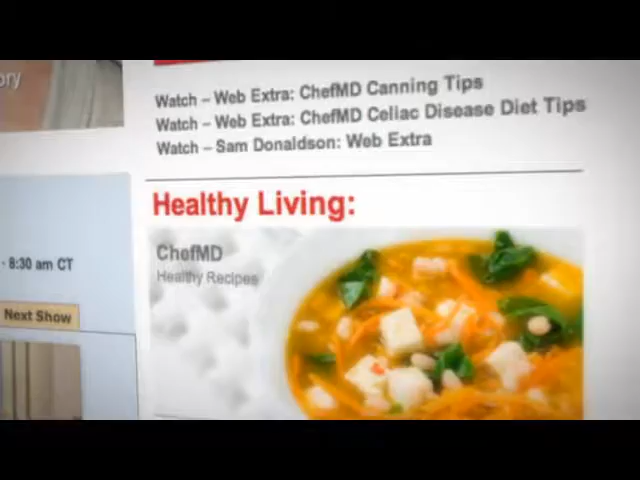 ory
Watch – Web Extra: ChefMD Canning Tips
Watch – Web Extra: ChefMD Celiac Disease Diet Tips
Watch – Sam Donaldson: Web Extra
Healthy Living:
ChefMD
Healthy Recipes
- 8:30 am CT
Next Show